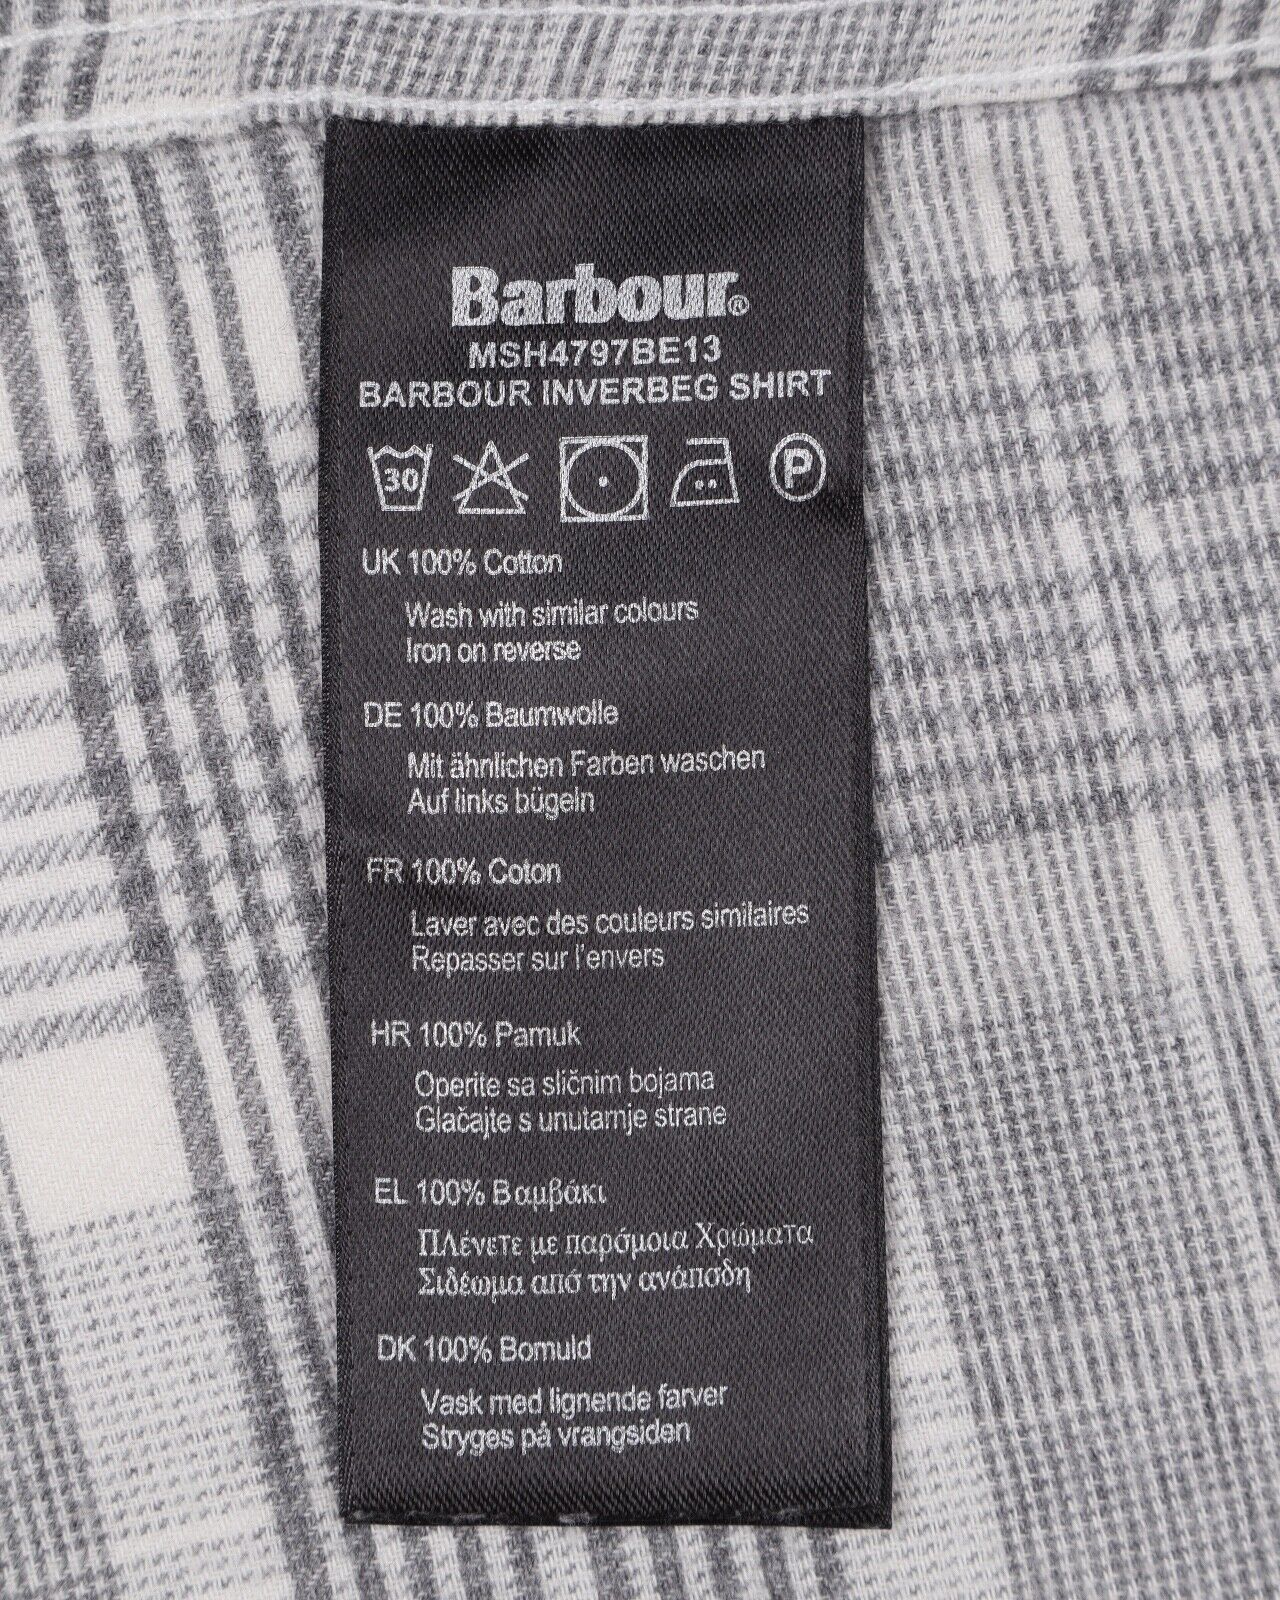 Barbour®
MSH4797BE13
BARBOUR INVERBEG SHIRT
30 P
UK 100% Cotton
Wash with similar colours
Iron on reverse
DE 100% Baumwolle
Mit ähnlichen Farben waschen
Auf links bügeln
FR 100% Coton
Laver avec des couleurs similaires
Repasser sur l'envers
HR 100% Pamuk
Operite sa sličnim bojama
Glačajte s unutarnje strane
EL 100% Βαμβάκι
Πλένετε με παρόμοια Χρώματα
Σιδέωμα από την ανάποδη
DK 100% Bomuld
Vask med lignende farver
Stryges på vrangsiden